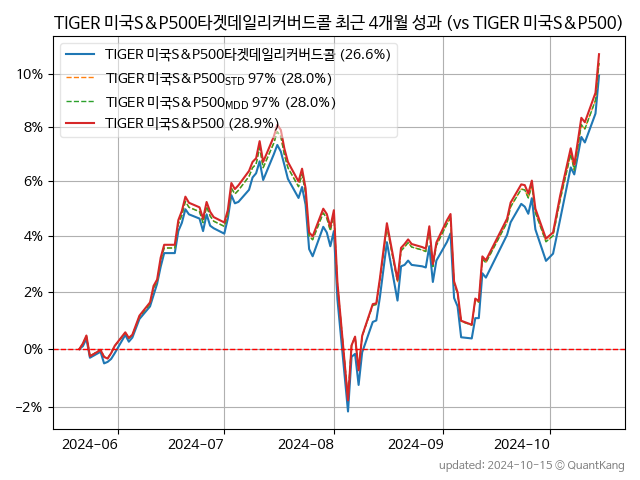 TIGER 미국S&P500타겟데일리커버드콜 최근 4개월 성과 (vs TIGER 미국S&P500)
TIGER 미국S&P500타겟데일리커버드콜 (26.6%)
TIGER 미국S&P500STD 97% (28.0%)
TIGER 미국S&P500MDD 97% (28.0%)
TIGER 미국S&P500 (28.9%)
10%
8%
6%
4%
2%
0%
−2%
2024-06 2024-07 2024-08 2024-09 2024-10
updated: 2024-10-15 © QuantKang